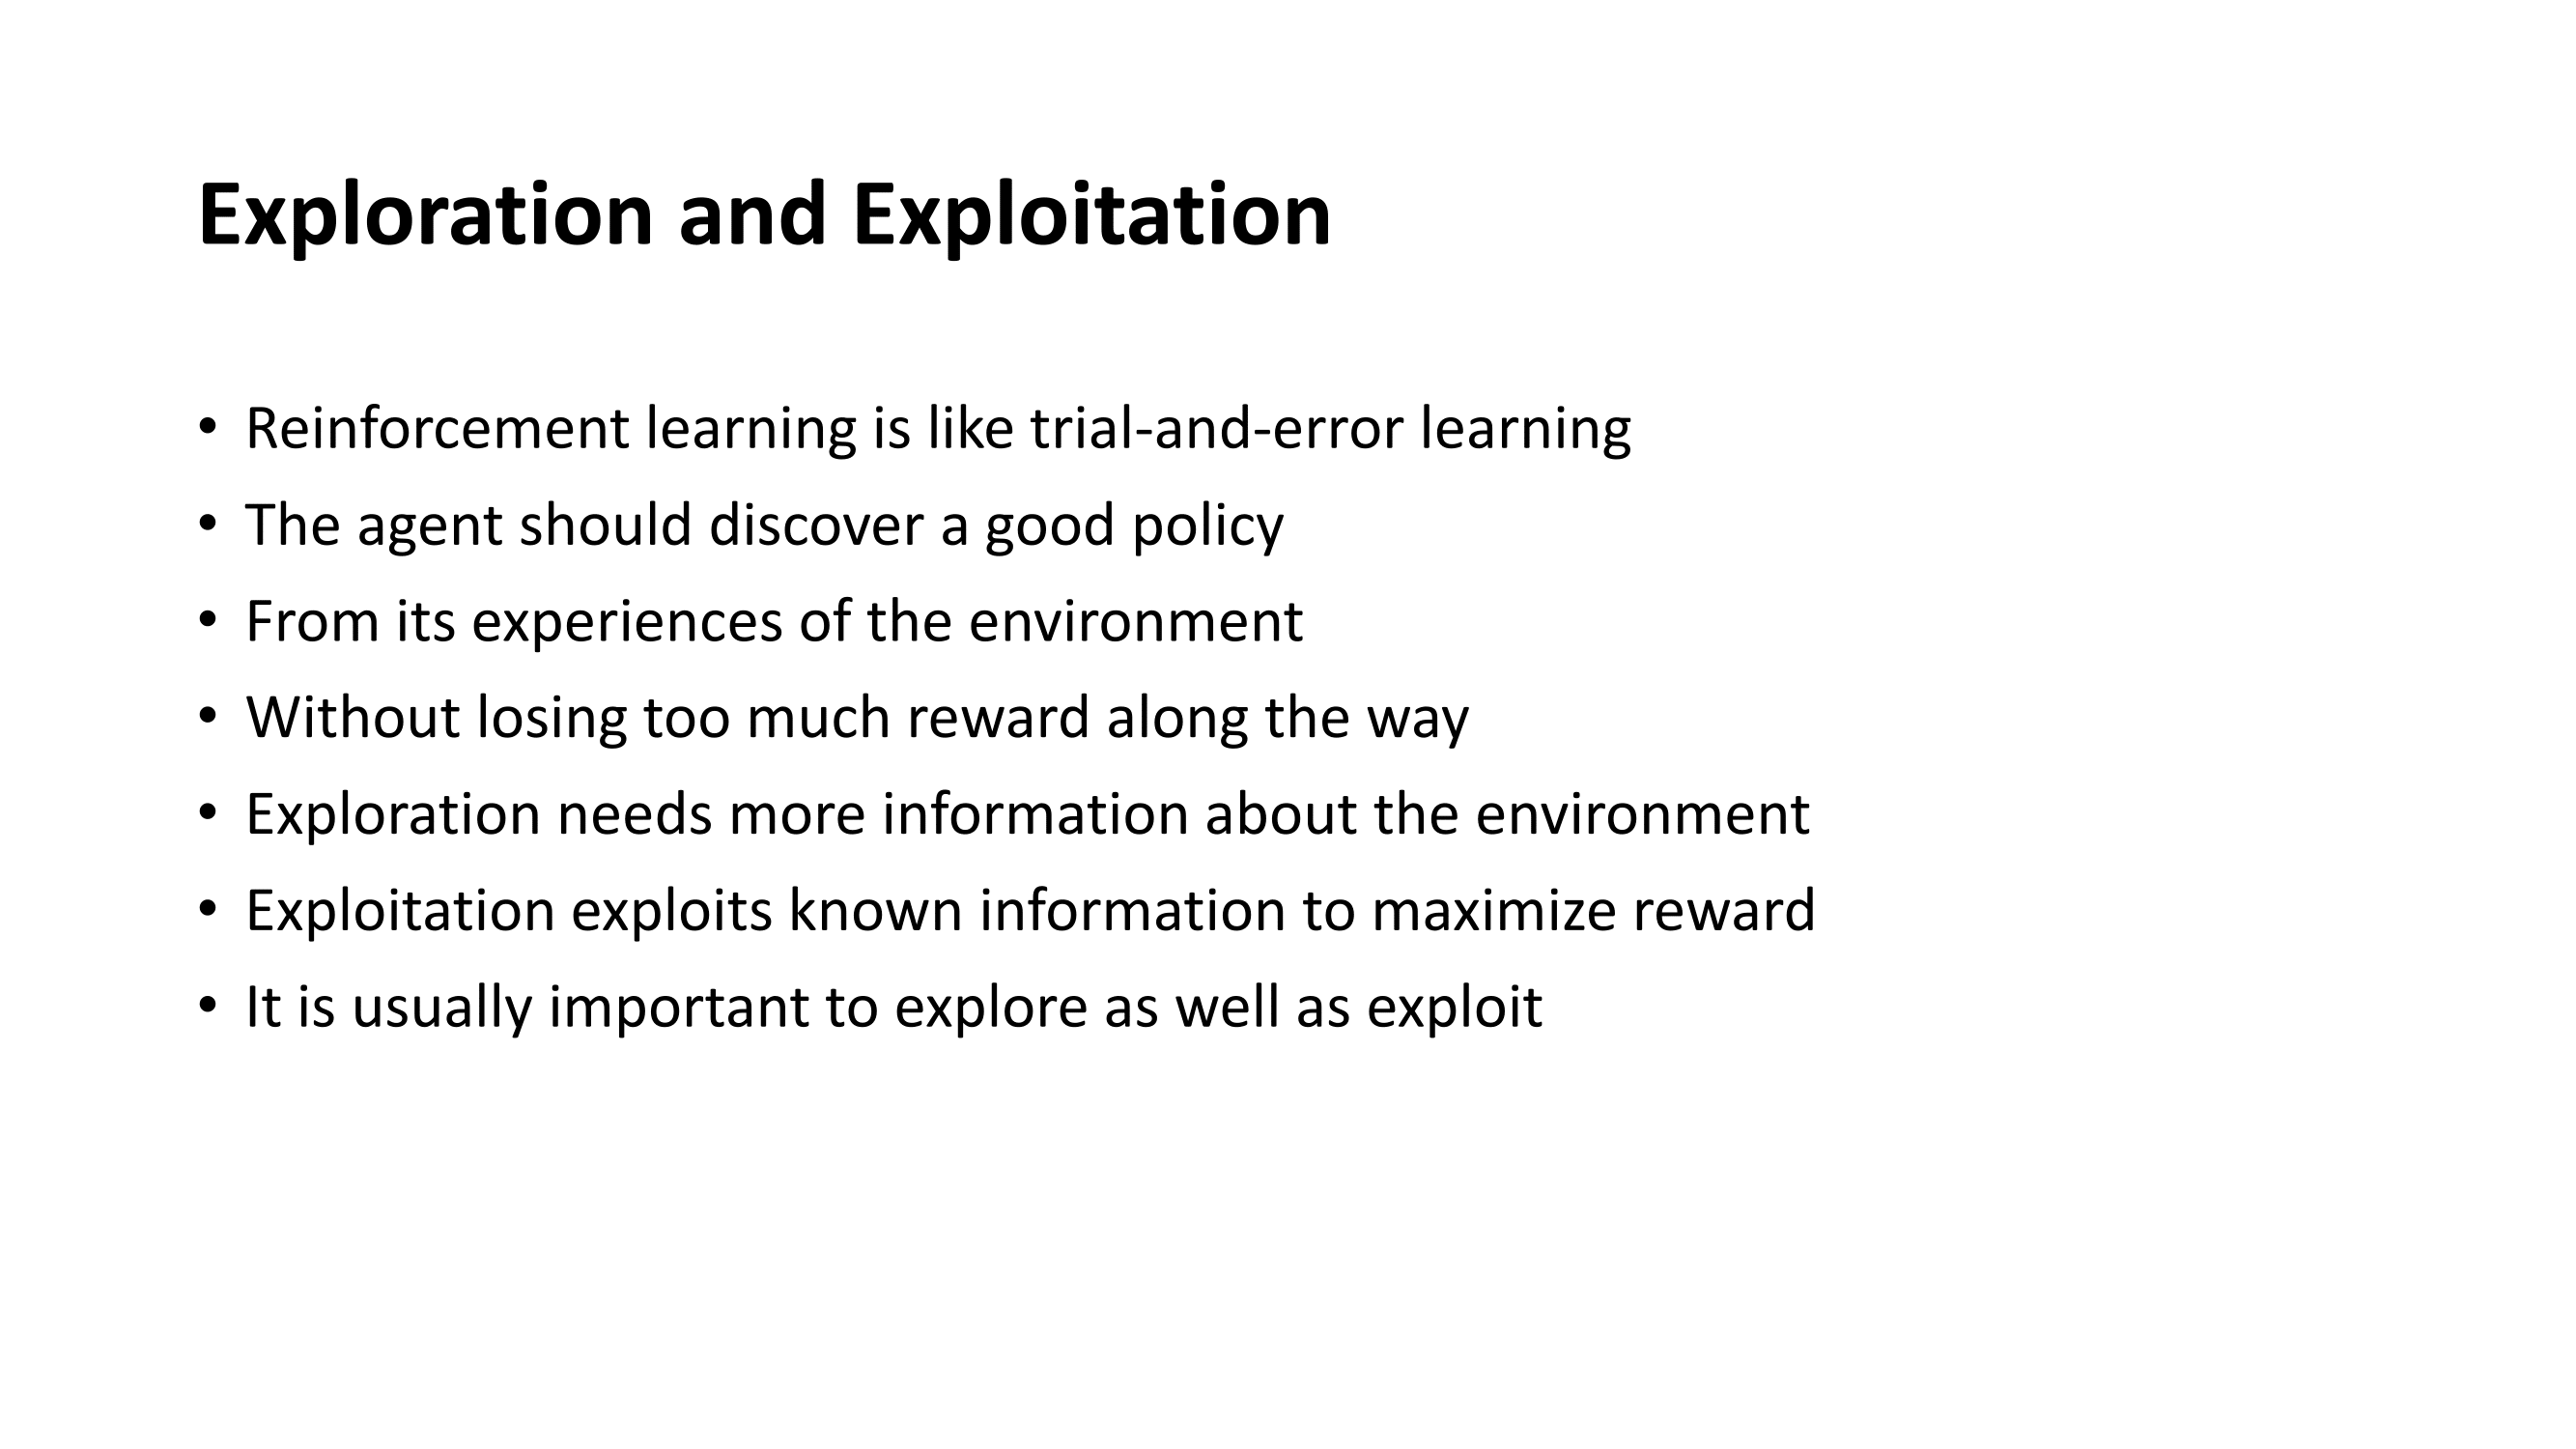 Exploration and Exploitation
• Reinforcement learning is like trial-and-error learning
• The agent should discover a good policy
• From its experiences of the environment
• Without losing too much reward along the way
• Exploration needs more information about the environment
• Exploitation exploits known information to maximize reward
• It is usually important to explore as well as exploit